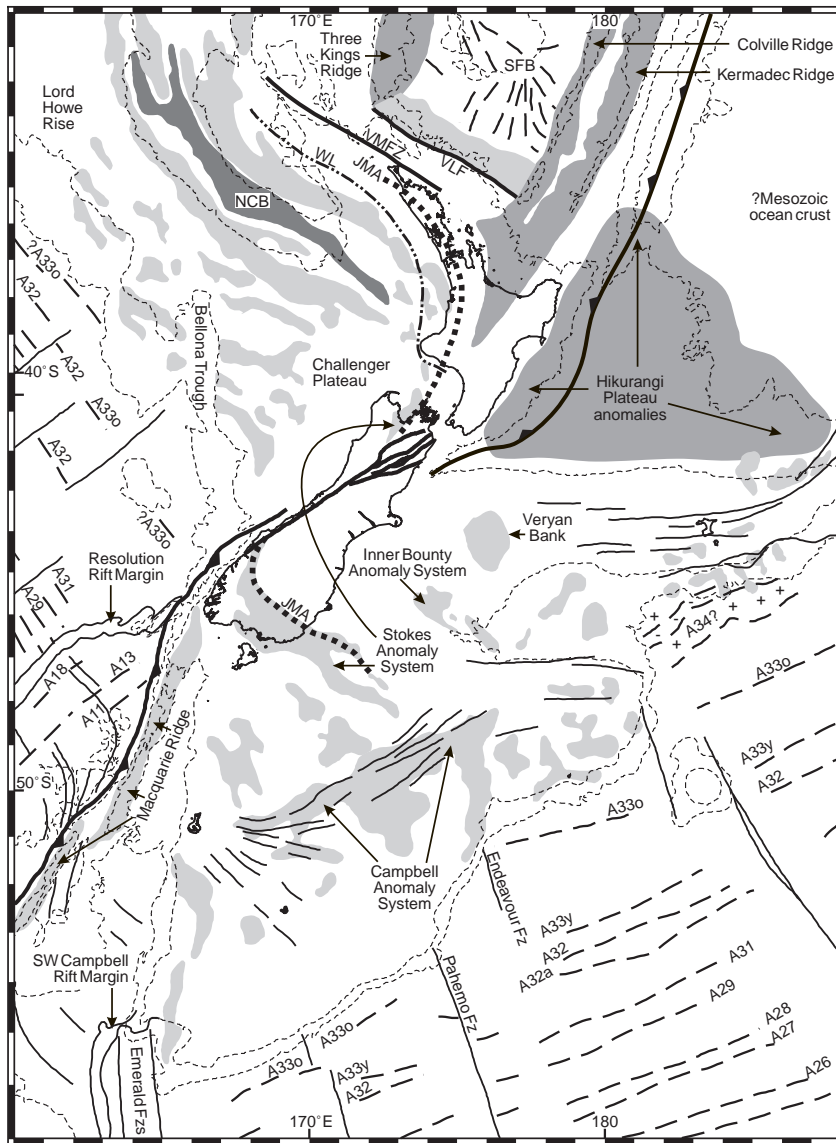 170°E
180
Three
Kings
Ridge
SFB
Colville Ridge
Kermadec Ridge
Lord
Howe
Rise
VMFZ
VLF
WL
JMA
NCB
?Mesozoic
ocean crust
?A33o
A32
A32
A33o
A32
Bellona Trough
40°S
Challenger
Plateau
Hikurangi
Plateau
anomalies
?A33o
Veryan
Bank
Resolution
Rift Margin
Inner Bounty
Anomaly System
A31
A29
JMA
Stokes
Anomaly
System
A34?
A33o
A18
A13
A11
Macquarie Ridge
A33y
A32
50°S
A33o
Campbell
Anomaly
System
Endeavour Fz
A33y
A32
A32a
A31
A29
SW Campbell
Rift Margin
Pahemo Fz
A28
A27
A26
A33o
A33o
A33y
A32
Emerald Fzs
170°E
180